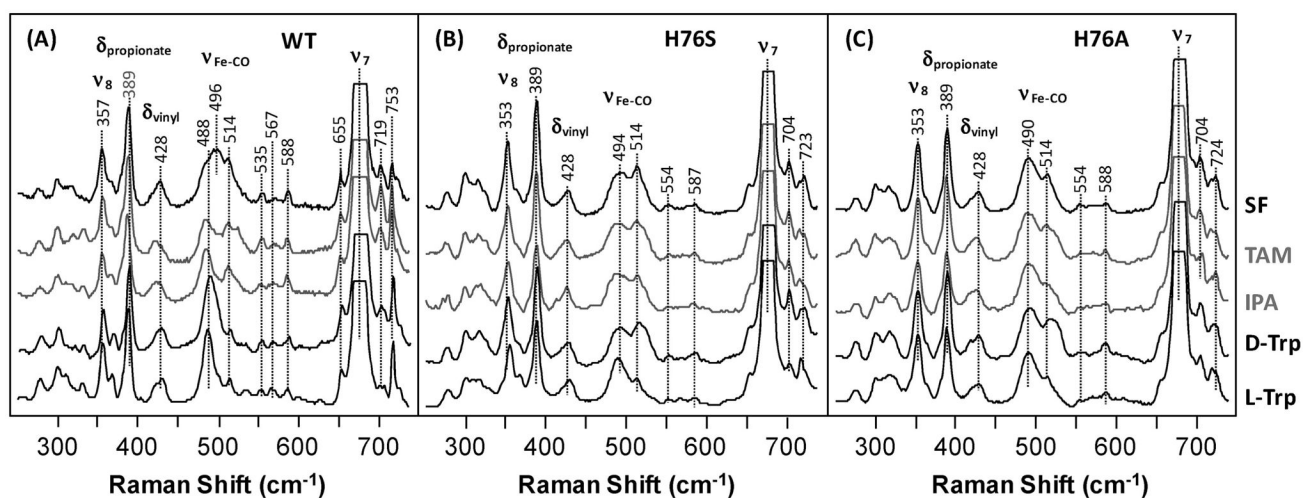 (A) WT
δpropionate
ν8
δvinyl
νFe-CO
ν7
357
389
428
488
496
514
535
567
588
655
719
753
(B) H76S
δpropionate
ν8
δvinyl
νFe-CO
ν7
353
389
428
494
514
554
587
704
723
(C) H76A
δpropionate
ν8
δvinyl
νFe-CO
ν7
353
389
428
490
514
554
588
704
724
SF
TAM
IPA
D-Trp
L-Trp
300 400 500 600 700
300 400 500 600 700
300 400 500 600 700
Raman Shift (cm⁻¹)
Raman Shift (cm⁻¹)
Raman Shift (cm⁻¹)